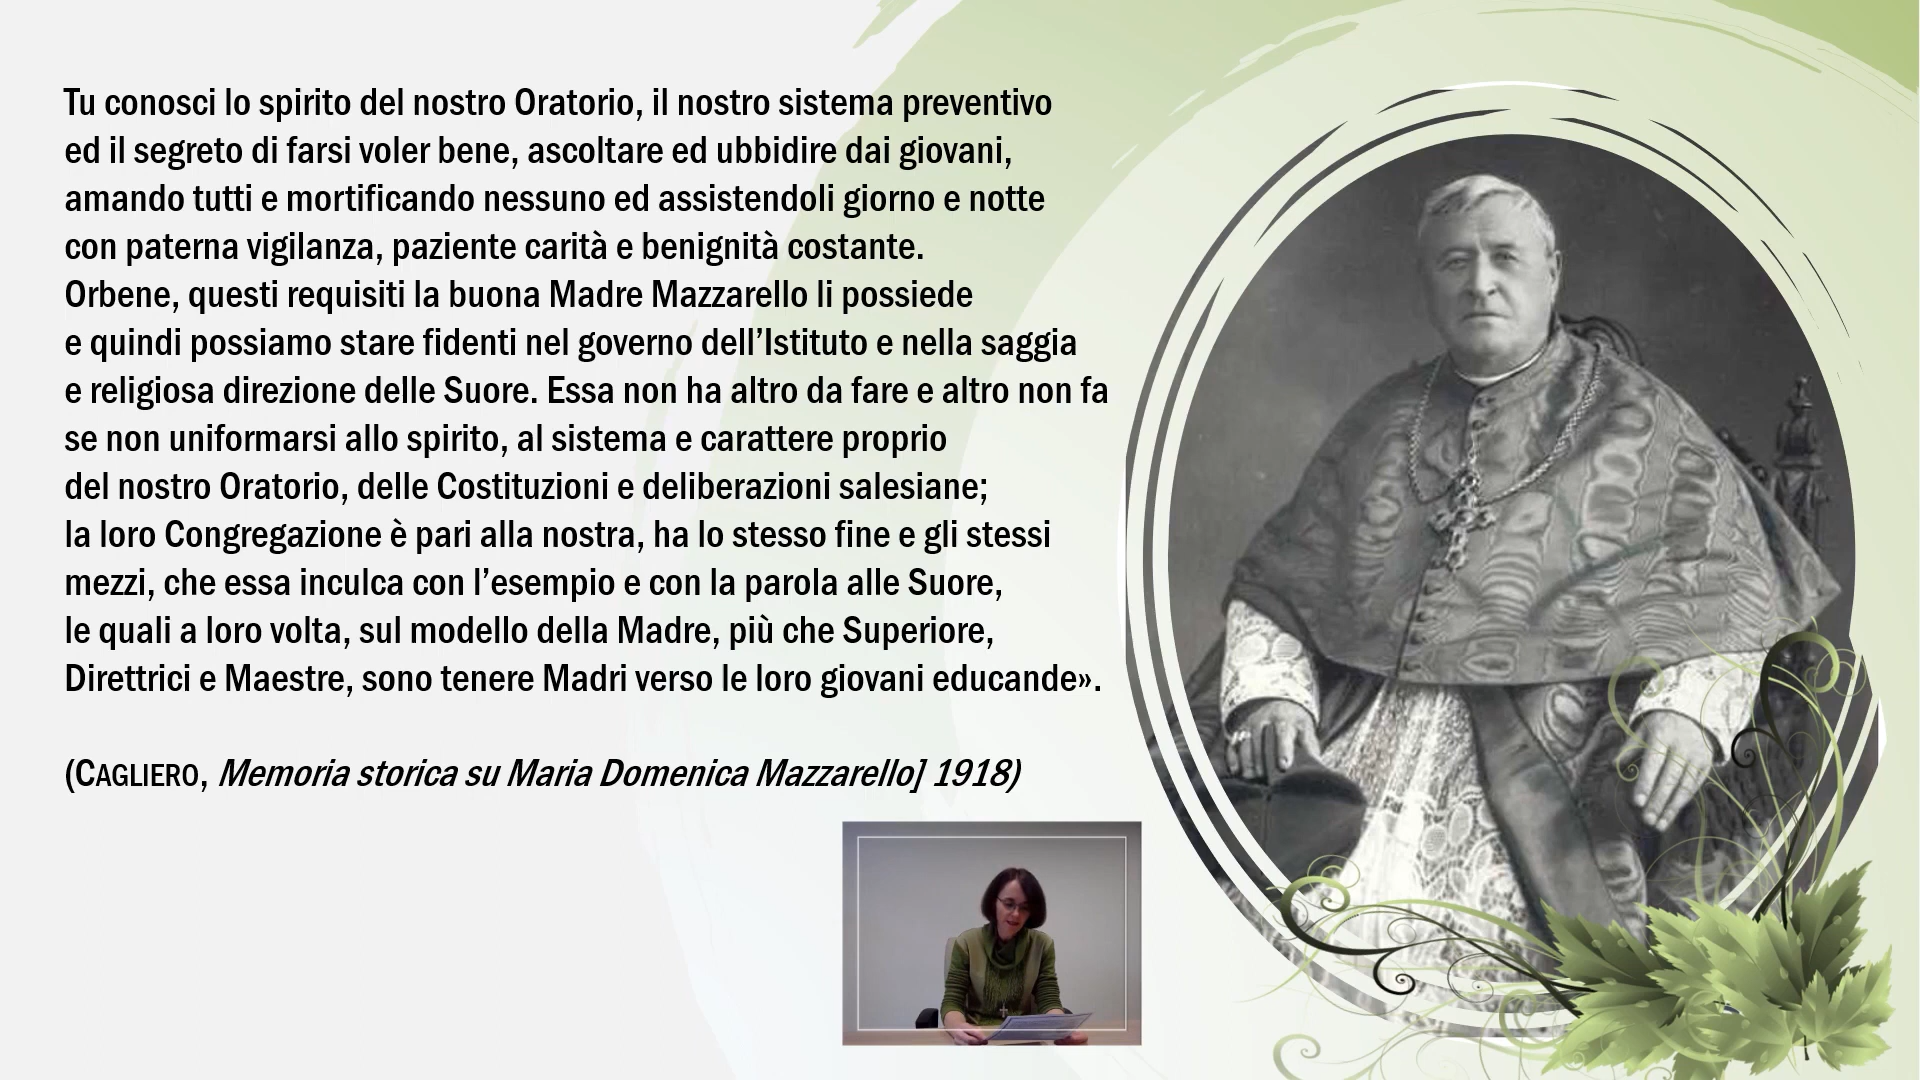 Tu conosci lo spirito del nostro Oratorio, il nostro sistema preventivo
ed il segreto di farsi voler bene, ascoltare ed ubbidire dai giovani,
amando tutti e mortificando nessuno ed assistendoli giorno e notte
con paterna vigilanza, paziente carità e benignità costante.
Orbene, questi requisiti la buona Madre Mazzarello li possiede
e quindi possiamo stare fidenti nel governo dell’Istituto e nella saggia
e religiosa direzione delle Suore. Essa non ha altro da fare e altro non fa
se non uniformarsi allo spirito, al sistema e carattere proprio
del nostro Oratorio, delle Costituzioni e deliberazioni salesiane;
la loro Congregazione è pari alla nostra, ha lo stesso fine e gli stessi
mezzi, che essa inculca con l’esempio e con la parola alle Suore,
le quali a loro volta, sul modello della Madre, più che Superiore,
Direttrici e Maestre, sono tenere Madri verso le loro giovani educande».
(CAGLIERO, Memoria storica su Maria Domenica Mazzarello] 1918)